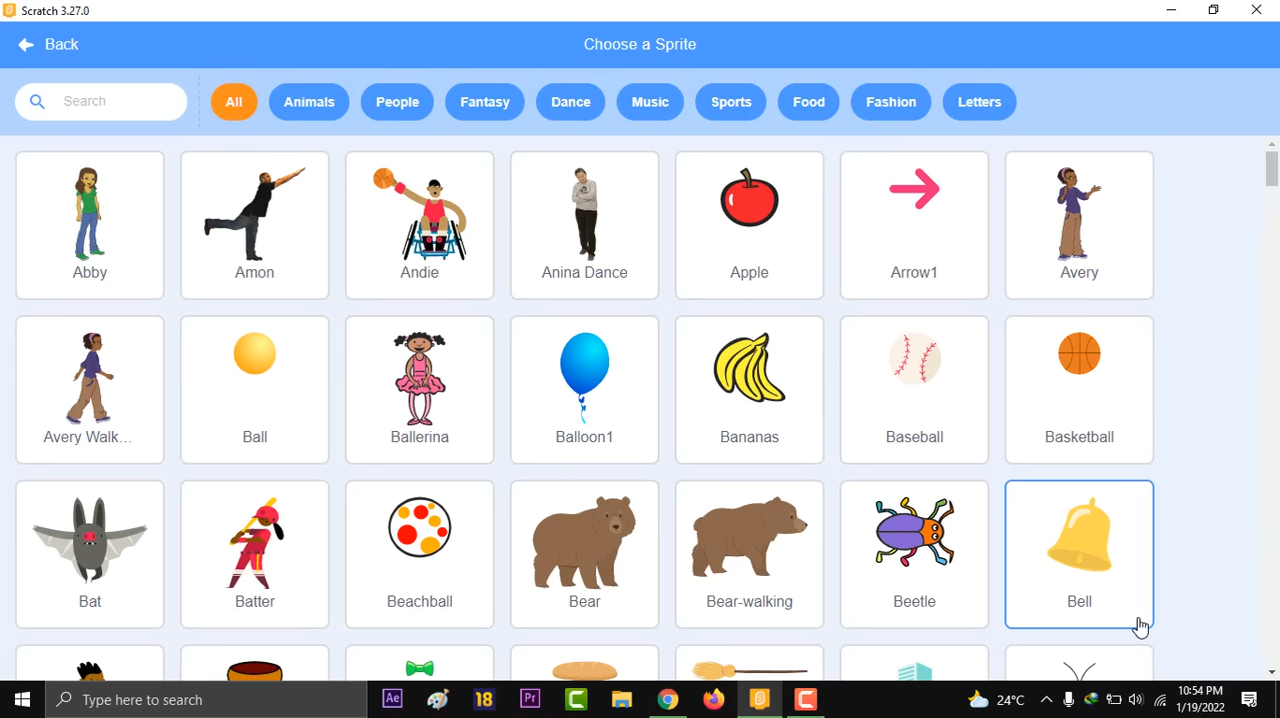 Scratch 3.27.0
Back
Choose a Sprite
Search
All
Animals
People
Fantasy
Dance
Music
Sports
Food
Fashion
Letters
Abby
Amon
Andie
Anina Dance
Apple
Arrow1
Avery
Avery Walk...
Ball
Ballerina
Balloon1
Bananas
Baseball
Basketball
Bat
Batter
Beachball
Bear
Bear-walking
Beetle
Bell
Type here to search
Ae
18
Pr
24°C
10:54 PM
1/19/2022